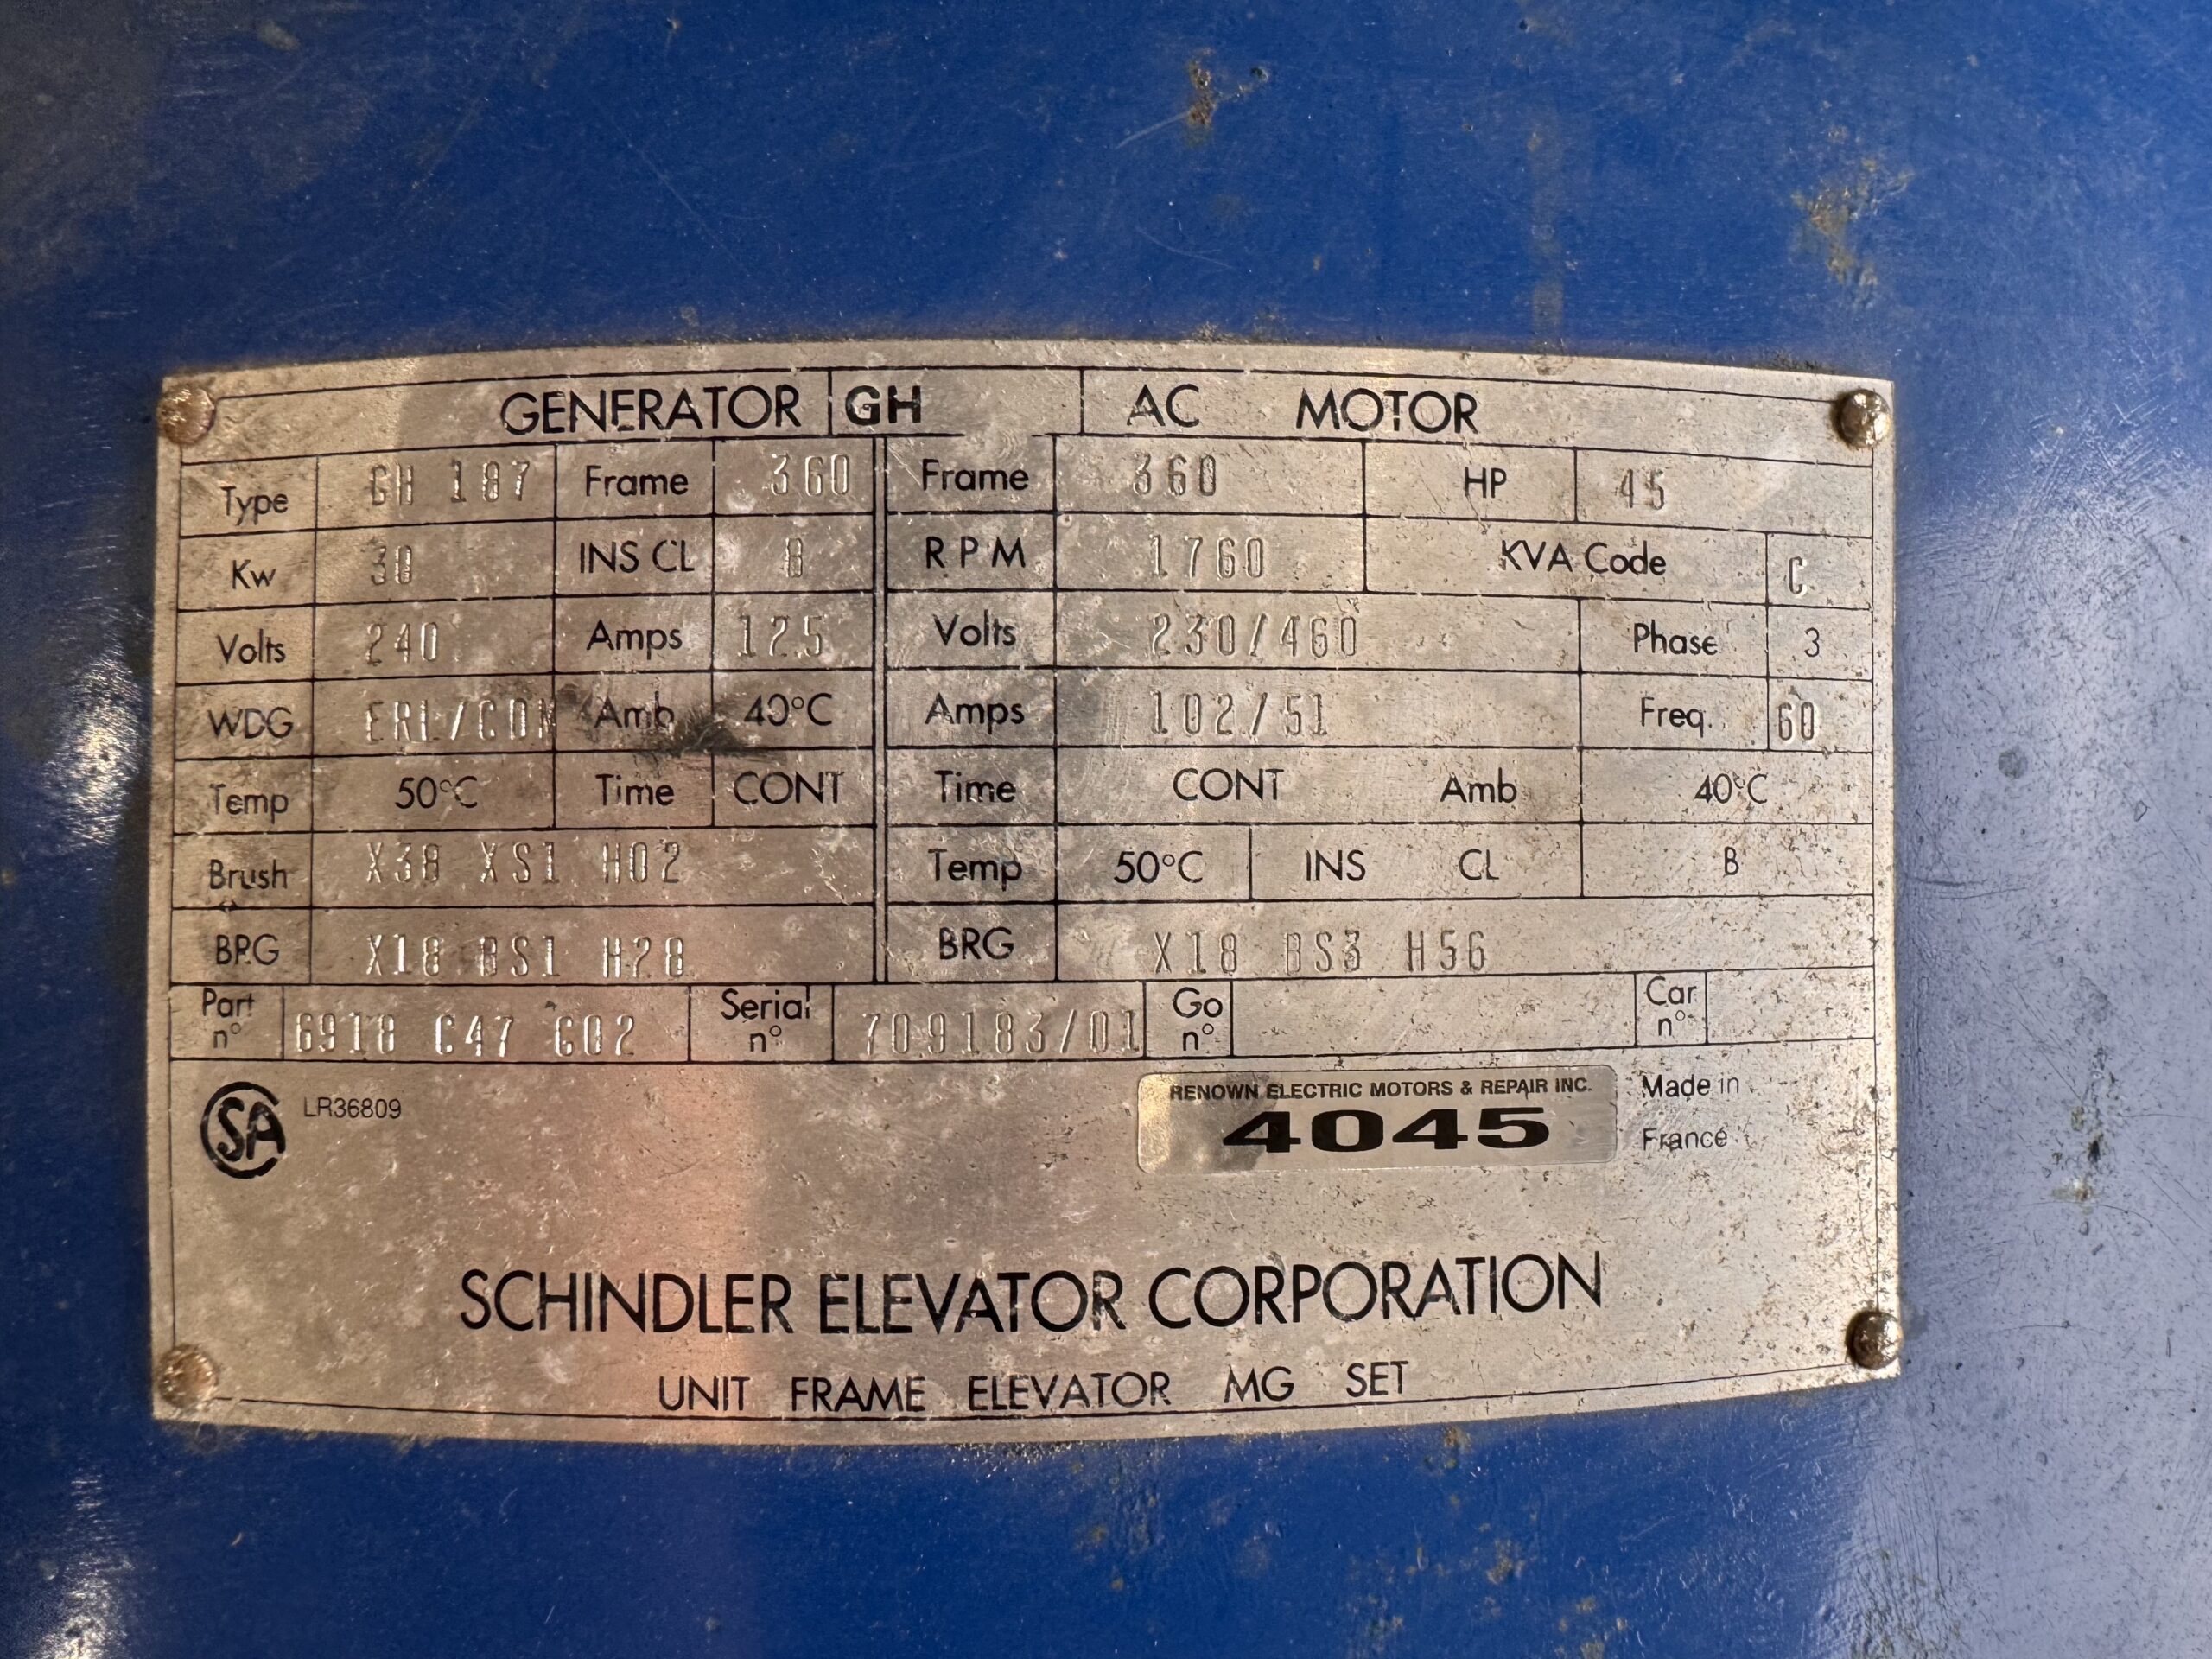 GENERATOR GH AC MOTOR
Type GH 187 Frame 360 Frame 360 HP 45
Kw 30 INS CL B RPM 1760 KVA Code C
Volts 240 Amps 125 Volts 230/460 Phase 3
WDG ERL/COM Amb 40°C Amps 102/51 Freq. 60
Temp 50°C Time CONT Time CONT Amb 40°C
Brush X38 XS1 H02 Temp 50°C INS CL B
BRG X18 BS1 H28 BRG X18 BS3 H56
Part n° 6918 C47 G02 Serial n° 709183/01 Go n° Car n°
SA LR36809 RENOWN ELECTRIC MOTORS & REPAIR INC. Made in
4045 France
SCHINDLER ELEVATOR CORPORATION
UNIT FRAME ELEVATOR MG SET